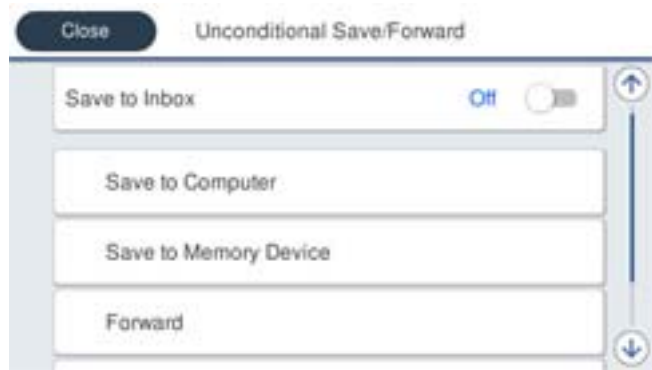 Close Unconditional Save/Forward
Save to Inbox Off
Save to Computer
Save to Memory Device
Forward